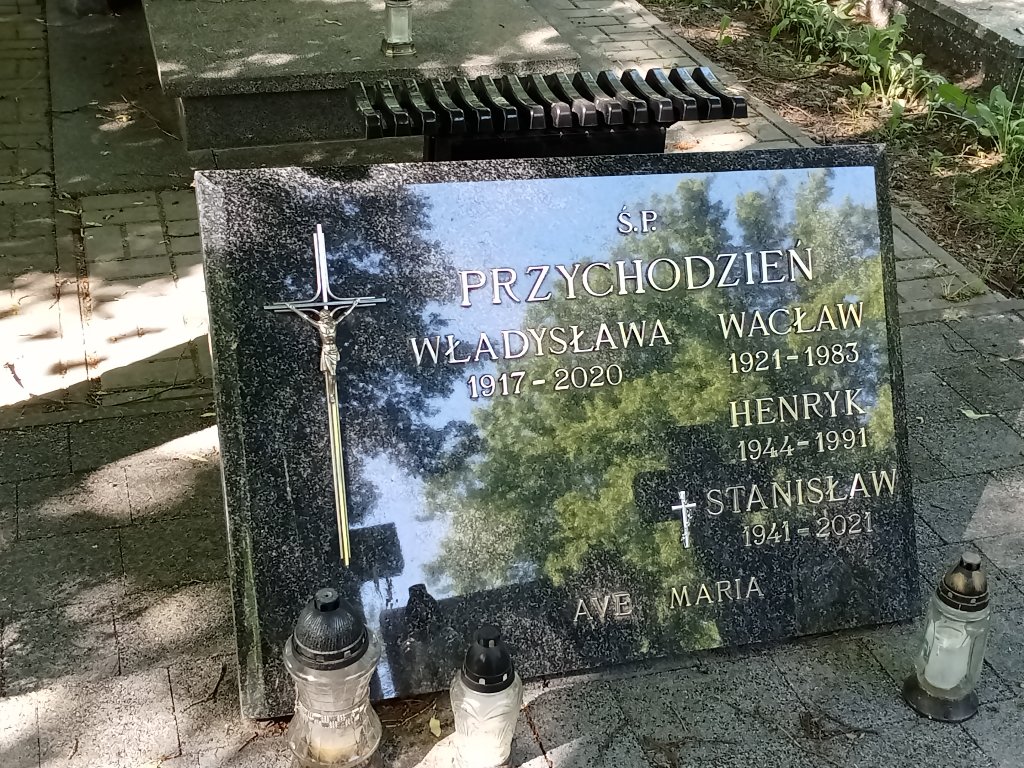 Ś.P.
PRZYCHODZIEŃ
WŁADYSŁAWA
1917-2020
WACŁAW
1921-1983
HENRYK
1944-1991
STANISŁAW
1941-2021
AVE MARIA